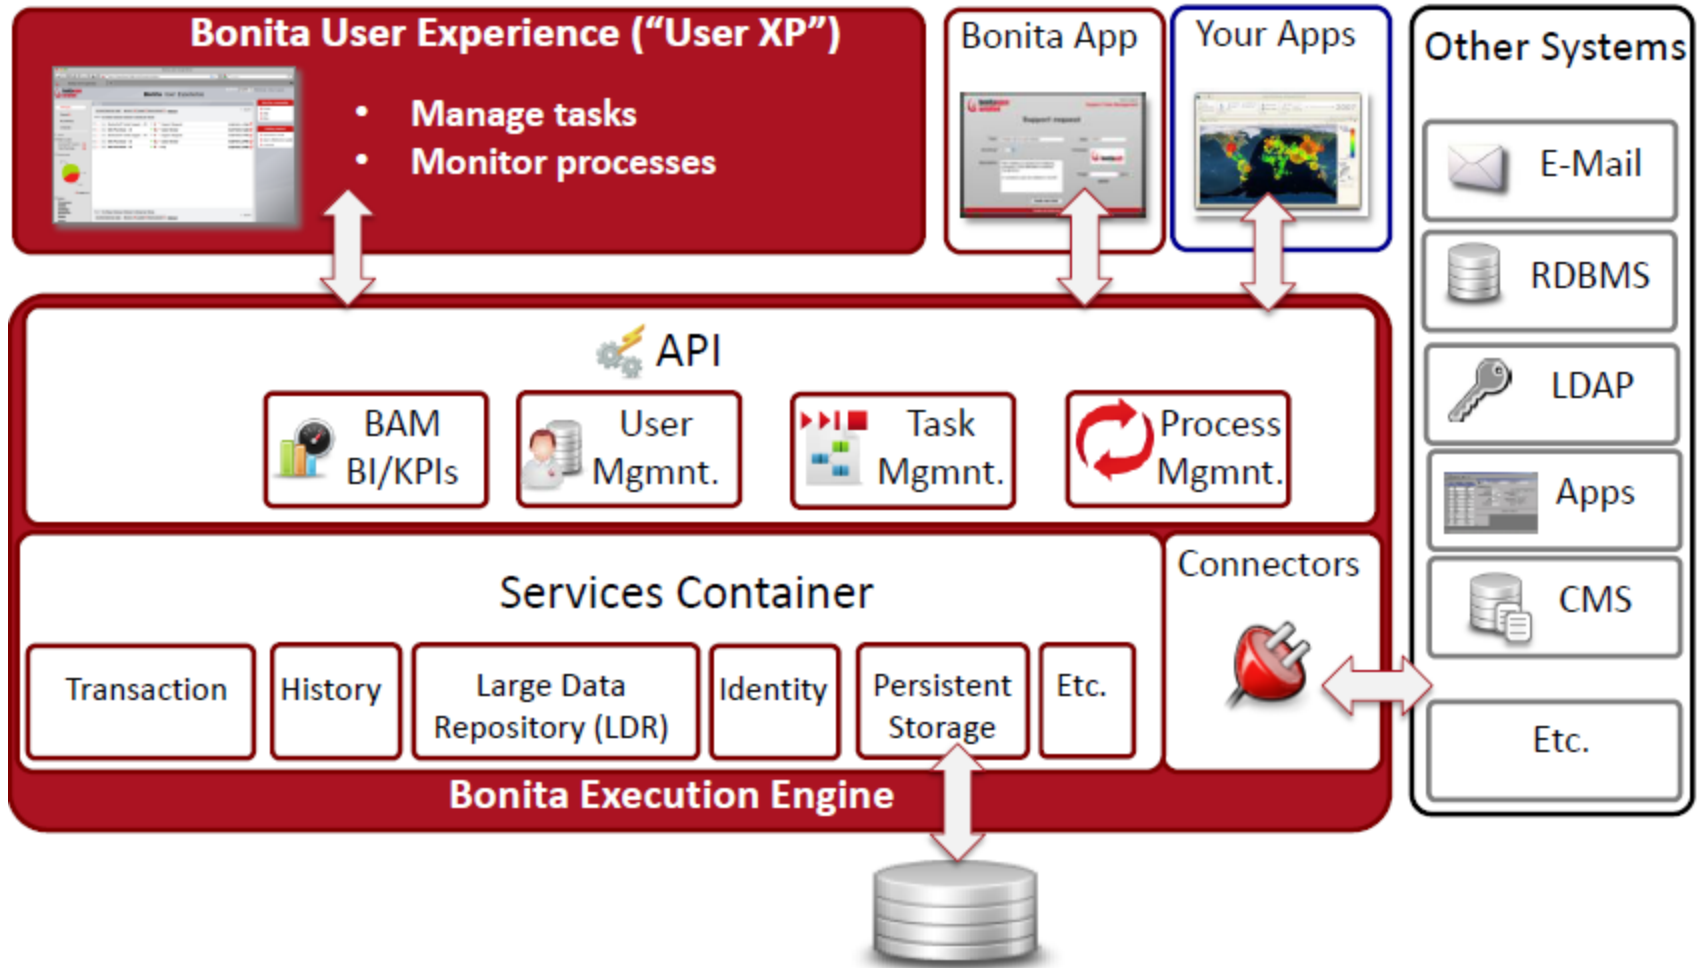 Bonita User Experience (“User XP”)
• Manage tasks
• Monitor processes
Bonita App
Support request
Your Apps
Other Systems
E-Mail
RDBMS
LDAP
Apps
CMS
Etc.
API
BAM
BI/KPIs
User
Mgmnt.
Task
Mgmnt.
Process
Mgmnt.
Services Container
Transaction
History
Large Data
Repository (LDR)
Identity
Persistent
Storage
Etc.
Connectors
Bonita Execution Engine